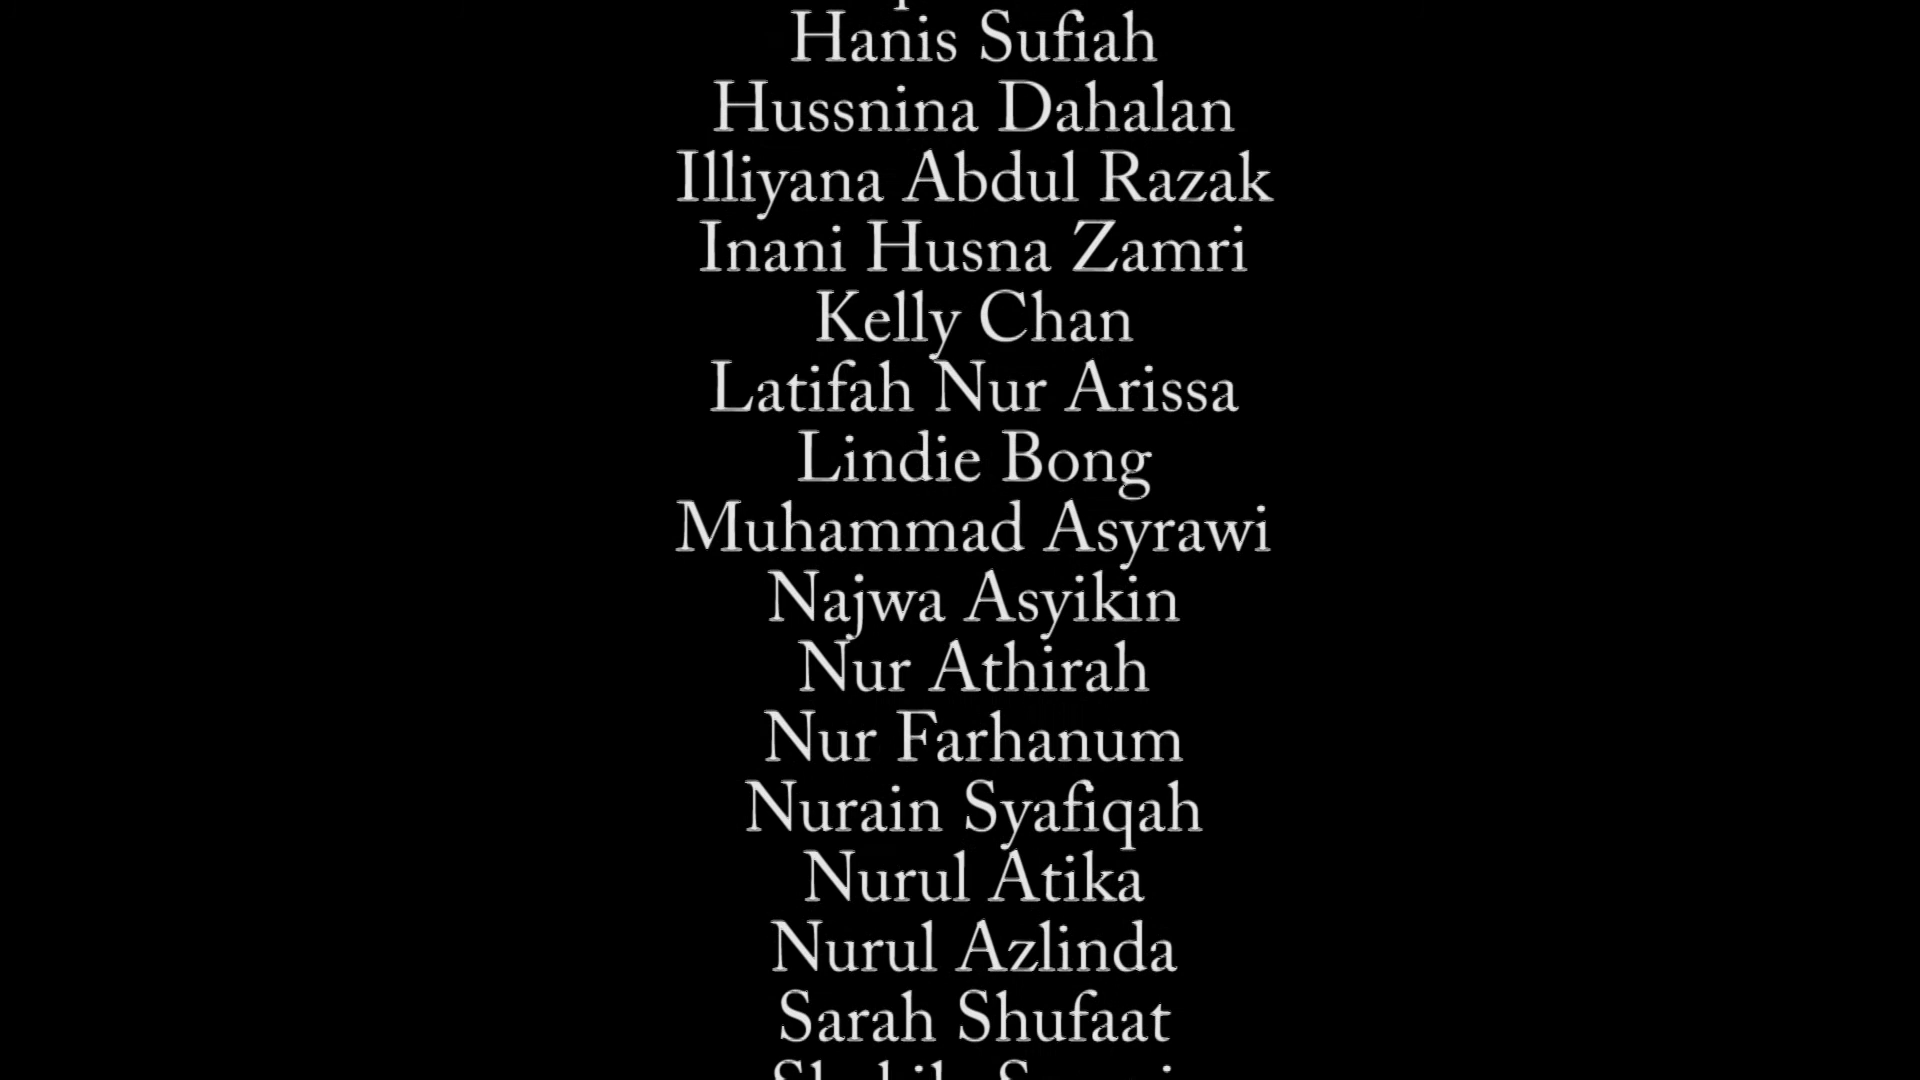 Hanis Sufiah
Hussnina Dahalan
Illiyana Abdul Razak
Inani Husna Zamri
Kelly Chan
Latifah Nur Arissa
Lindie Bong
Muhammad Asyrawi
Najwa Asyikin
Nur Athirah
Nur Farhanum
Nurain Syafiqah
Nurul Atika
Nurul Azlinda
Sarah Shufaat